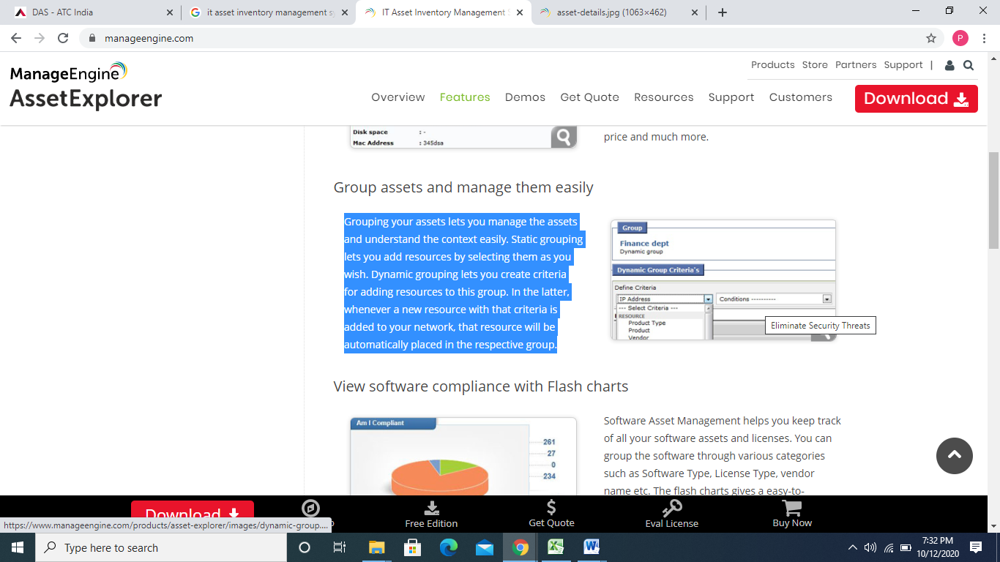 DAS - ATC India
it asset inventory management sy
IT Asset Inventory Management S
asset-details.jpg (1063×462)
manageengine.com
P
ManageEngine
AssetExplorer
Products Store Partners Support |
Overview Features Demos Get Quote Resources Support Customers
Download
Disk space : -
Mac Address : 345dsa
price and much more.
Group assets and manage them easily
Grouping your assets lets you manage the assets
and understand the context easily. Static grouping
lets you add resources by selecting them as you
wish. Dynamic grouping lets you create criteria
for adding resources to this group. In the latter,
whenever a new resource with that criteria is
added to your network, that resource will be
automatically placed in the respective group.
Group
Finance dept
Dynamic group
Dynamic Group Criteria's
Define Criteria
IP Address
Conditions ----------
--- Select Criteria ---
RESOURCE
Product Type
Product
Vendor
Eliminate Security Threats
View software compliance with Flash charts
Am I Compliant
261
27
0
234
Software Asset Management helps you keep track
of all your software assets and licenses. You can
group the software through various categories
such as Software Type, License Type, vendor
name etc. The flash charts gives a easy-to-
Download
Free Edition
Get Quote
Eval License
Buy Now
https://www.manageengine.com/products/asset-explorer/images/dynamic-group....
Type here to search
7:32 PM
10/12/2020